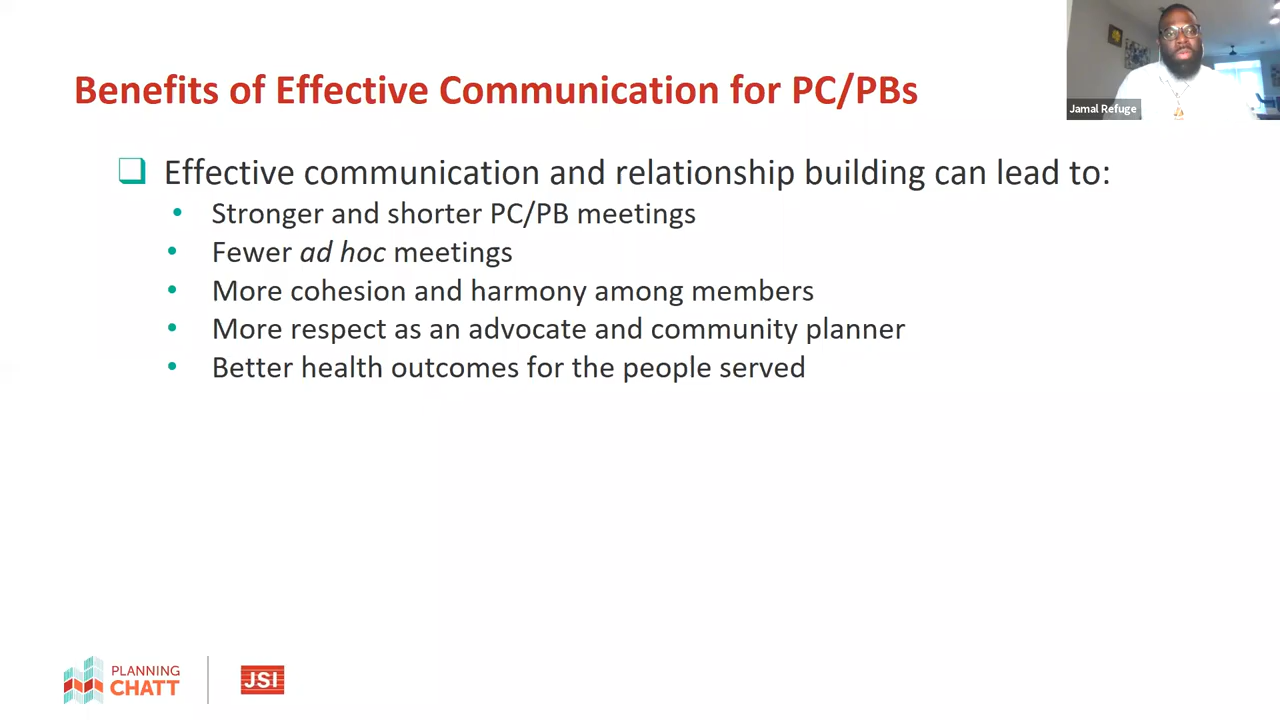 Benefits of Effective Communication for PC/PBs
Jamal Refuge
Effective communication and relationship building can lead to:
Stronger and shorter PC/PB meetings
Fewer ad hoc meetings
More cohesion and harmony among members
More respect as an advocate and community planner
Better health outcomes for the people served
PLANNING
CHATT
JSI